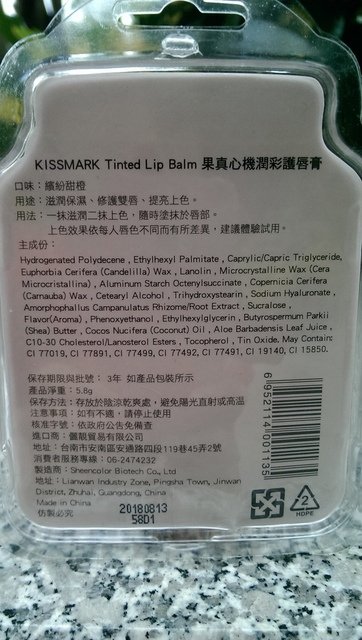 KISSMARK Tinted Lip Balm 果真心機潤彩護唇膏
口味：繽紛甜橙
用途：滋潤保濕、修護雙唇、提亮上色。
用法：一抹滋潤二抹上色，隨時塗抹於唇部。
上色效果依每人唇色不同而有所差異，建議體驗試用。
主成份：
Hydrogenated Polydecene , Ethylhexyl Palmitate , Caprylic/Capric Triglyceride,
Euphorbia Cerifera (Candelilla) Wax , Lanolin , Microcrystalline Wax (Cera
Microcristallina) , Aluminum Starch Octenylsuccinate , Copernicia Cerifera
(Carnauba) Wax , Cetearyl Alcohol , Trihydroxystearin , Sodium Hyaluronate ,
Amorphophallus Campanulatus Rhizome/Root Extract , Sucralose ,
Flavor(Aroma) , Phenoxyethanol , Ethylhexylglycerin , Butyrospermum Parkii
(Shea) Butter , Cocos Nucifera (Coconut) Oil , Aloe Barbadensis Leaf Juice ,
C10-30 Cholesterol/Lanosterol Esters , Tocopherol , Tin Oxide. May Contain:
CI 77019, CI 77891, CI 77499, CI 77492, CI 77491, CI 19140, CI 15850.
保存期限與批號： 3年 如產品包裝所示
產品淨重：5.8g
保存方法：存放於陰涼乾爽處，避免陽光直射或高溫
注意事項：如有不適，請停止使用
核准字號：依政府公告免備查
進口商：儷靚貿易有限公司
地址：台南市安南區安通路四段119巷45弄2號
消費者服務專線：06-2474232
製造商：Sheencolor Biotech Co., Ltd
地址：Lianwan Industry Zone, Pingsha Town, Jinwan
District, Zhuhai, Guangdong, China
Made in China
仿製必究
20180813
58D1
6952114001135
2
HDPE